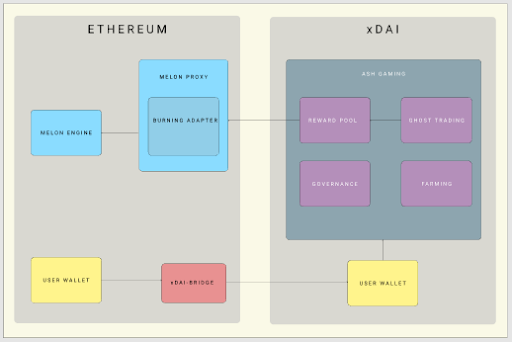 ETHEREUM
xDAI
MELON PROXY
ASH GAMING
BURNING ADAPTER
REWARD POOL
GHOST TRADING
MELON ENGINE
GOVERNANCE
FARMING
USER WALLET
xDAI-BRIDGE
USER WALLET